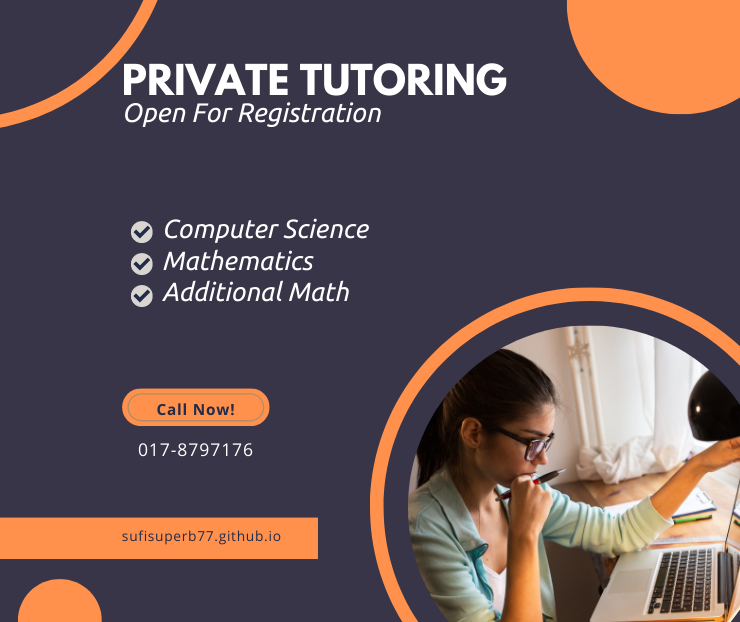 PRIVATE TUTORING
Open For Registration
Computer Science
Mathematics
Additional Math
Call Now!
017-8797176
sufisuperb77.github.io